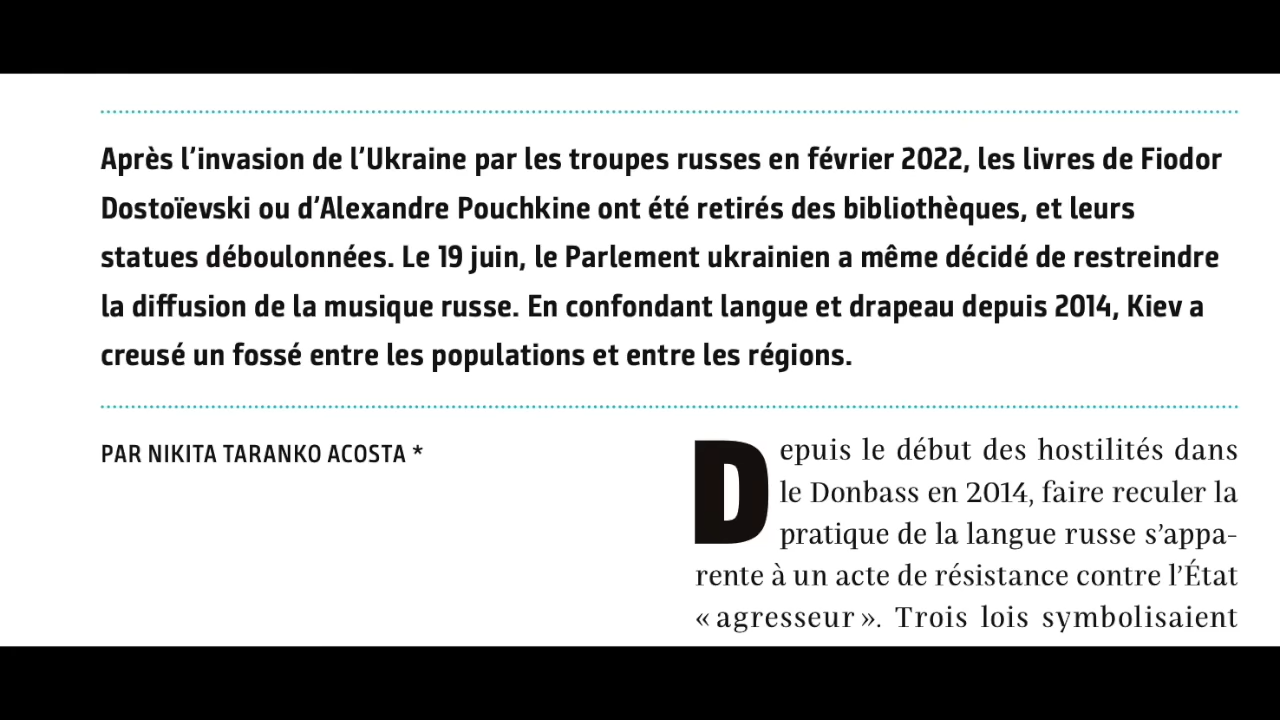 Après l’invasion de l’Ukraine par les troupes russes en février 2022, les livres de Fiodor
Dostoïevski ou d’Alexandre Pouchkine ont été retirés des bibliothèques, et leurs
statues déboulonnées. Le 19 juin, le Parlement ukrainien a même décidé de restreindre
la diffusion de la musique russe. En confondant langue et drapeau depuis 2014, Kiev a
creusé un fossé entre les populations et entre les régions.
PAR NIKITA TARANKO ACOSTA *
Depuis le début des hostilités dans
le Donbass en 2014, faire reculer la
pratique de la langue russe s’appa-
rente à un acte de résistance contre l’État
« agresseur ». Trois lois symbolisaient